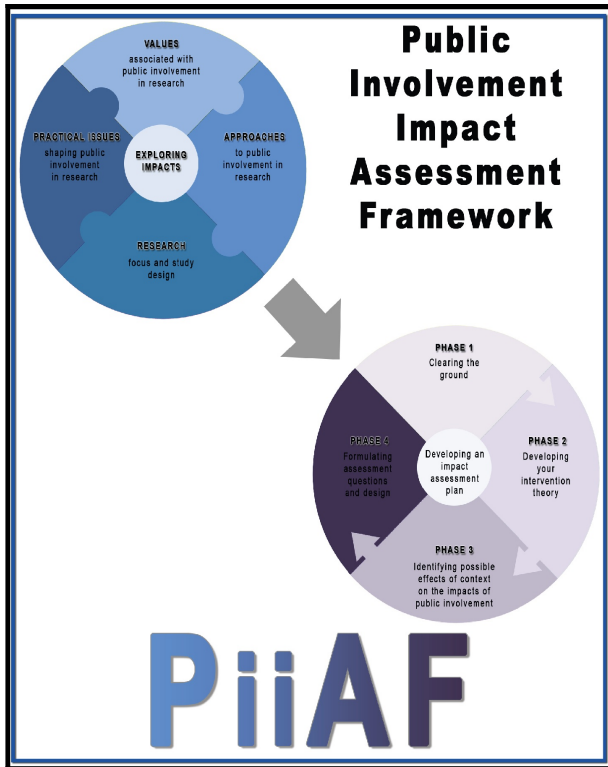 Public
Involvement
Impact
Assessment
Framework
VALUES
associated with
public involvement
in research
PRACTICAL ISSUES
shaping public
involvement
in research
EXPLORING
IMPACTS
APPROACHES
to public
involvement in
research
RESEARCH
focus and study
design
PHASE 1
Clearing the
ground
PHASE 2
Developing
your
intervention
theory
PHASE 3
Identifying possible
effects of context
on the impacts of
public involvement
PHASE 4
Formulating
assessment
questions
and design
Developing an
impact
assessment
plan
PiiAF